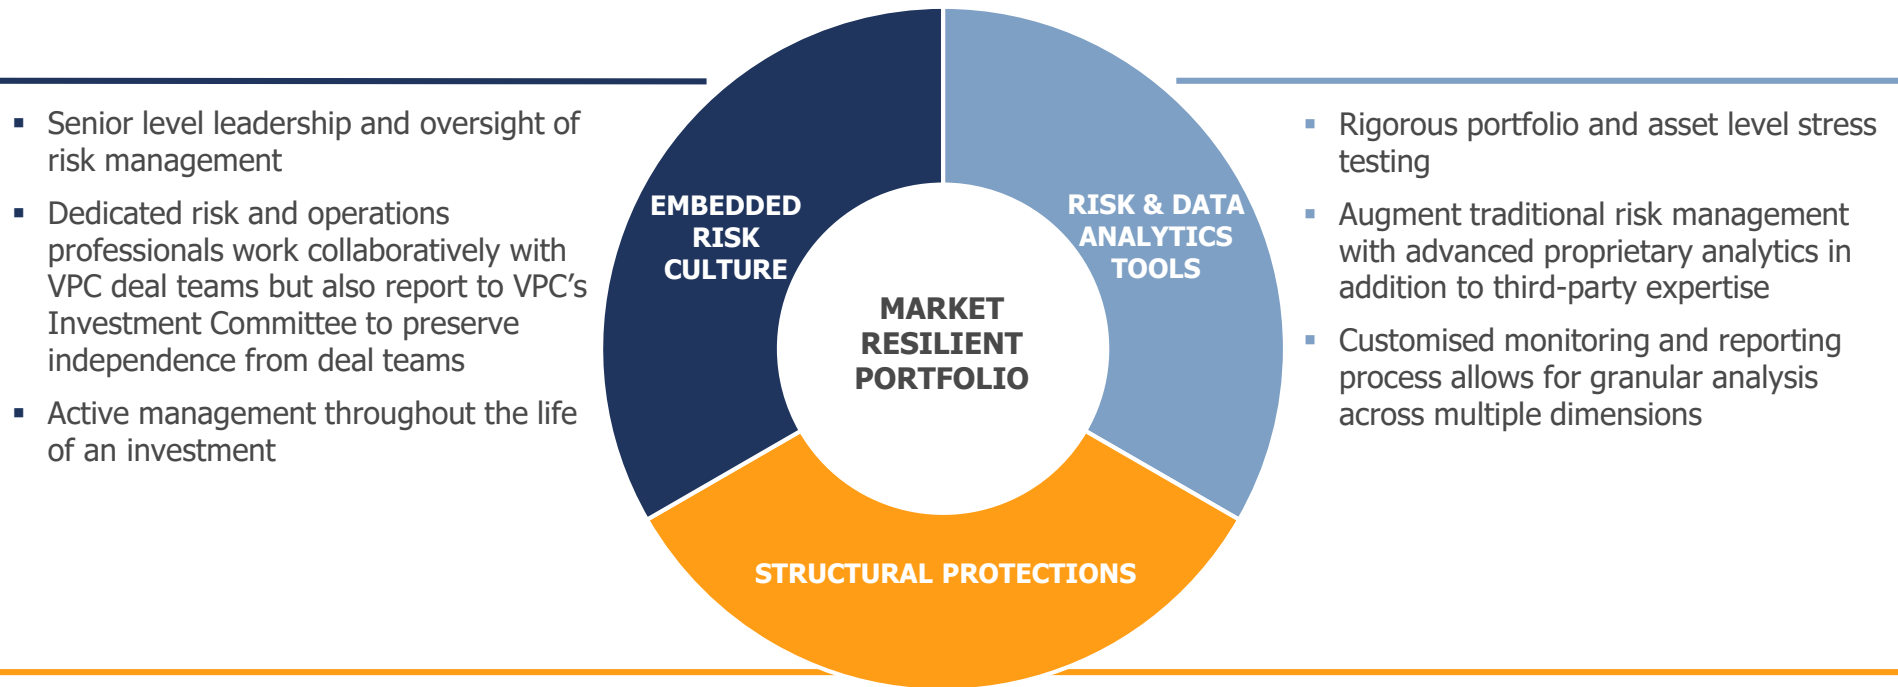 ▪ Senior level leadership and oversight of
risk management
▪ Dedicated risk and operations
professionals work collaboratively with
VPC deal teams but also report to VPC’s
Investment Committee to preserve
independence from deal teams
▪ Active management throughout the life
of an investment
EMBEDDED
RISK
CULTURE
RISK & DATA
ANALYTICS
TOOLS
MARKET
RESILIENT
PORTFOLIO
STRUCTURAL PROTECTIONS
▪ Rigorous portfolio and asset level stress
testing
▪ Augment traditional risk management
with advanced proprietary analytics in
addition to third-party expertise
▪ Customised monitoring and reporting
process allows for granular analysis
across multiple dimensions